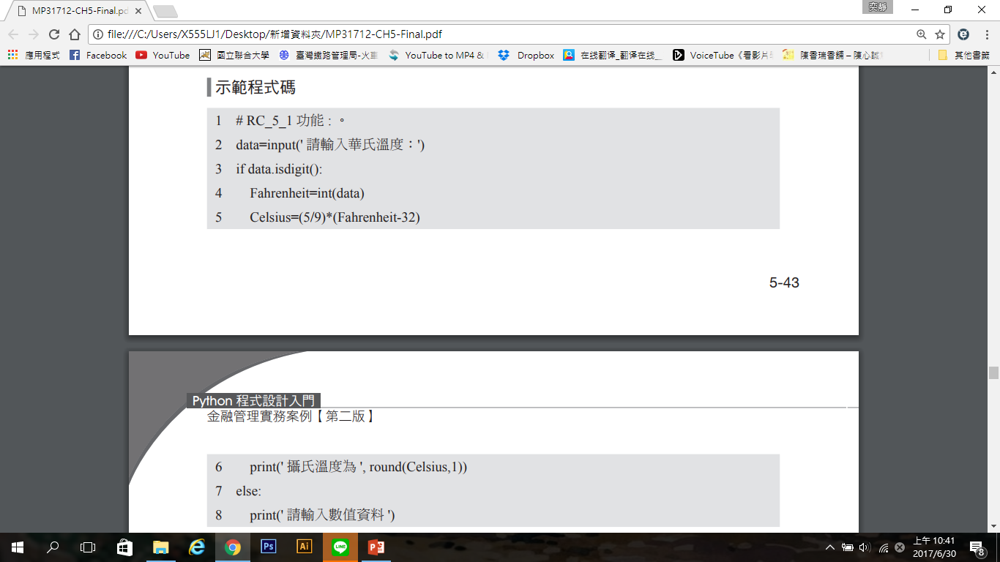 MP31712-CH5-Final.pd
奕靜
file:///C:/Users/X555LJ1/Desktop/新增資料夾/MP31712-CH5-Final.pdf
應用程式 Facebook YouTube 國立聯合大學 臺灣鐵路管理局-火車 YouTube to MP4 & Dropbox 在线翻译_翻译在线_ VoiceTube《看影片 陳香瑞香鋪 – 陳心誠 其他書籤
示範程式碼
1 # RC_5_1 功能 : 。
2 data=input(' 請輸入華氏溫度：')
3 if data.isdigit():
4 Fahrenheit=int(data)
5 Celsius=(5/9)*(Fahrenheit-32)
5-43
Python 程式設計入門
金融管理實務案例【第二版】
6 print(' 攝氏溫度為 ', round(Celsius,1))
7 else:
8 print(' 請輸入數值資料 ')
Ps Ai LINE
上午 10:41
2017/6/30
8